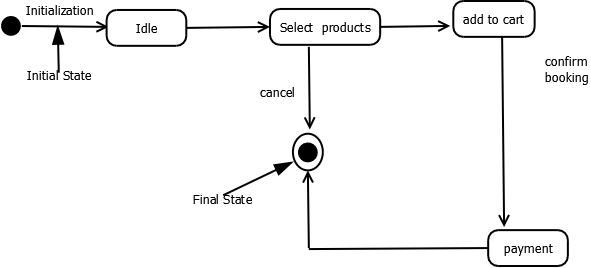 Initialization
Idle
Select products
add to cart
Initial State
confirm
booking
cancel
Final State
payment